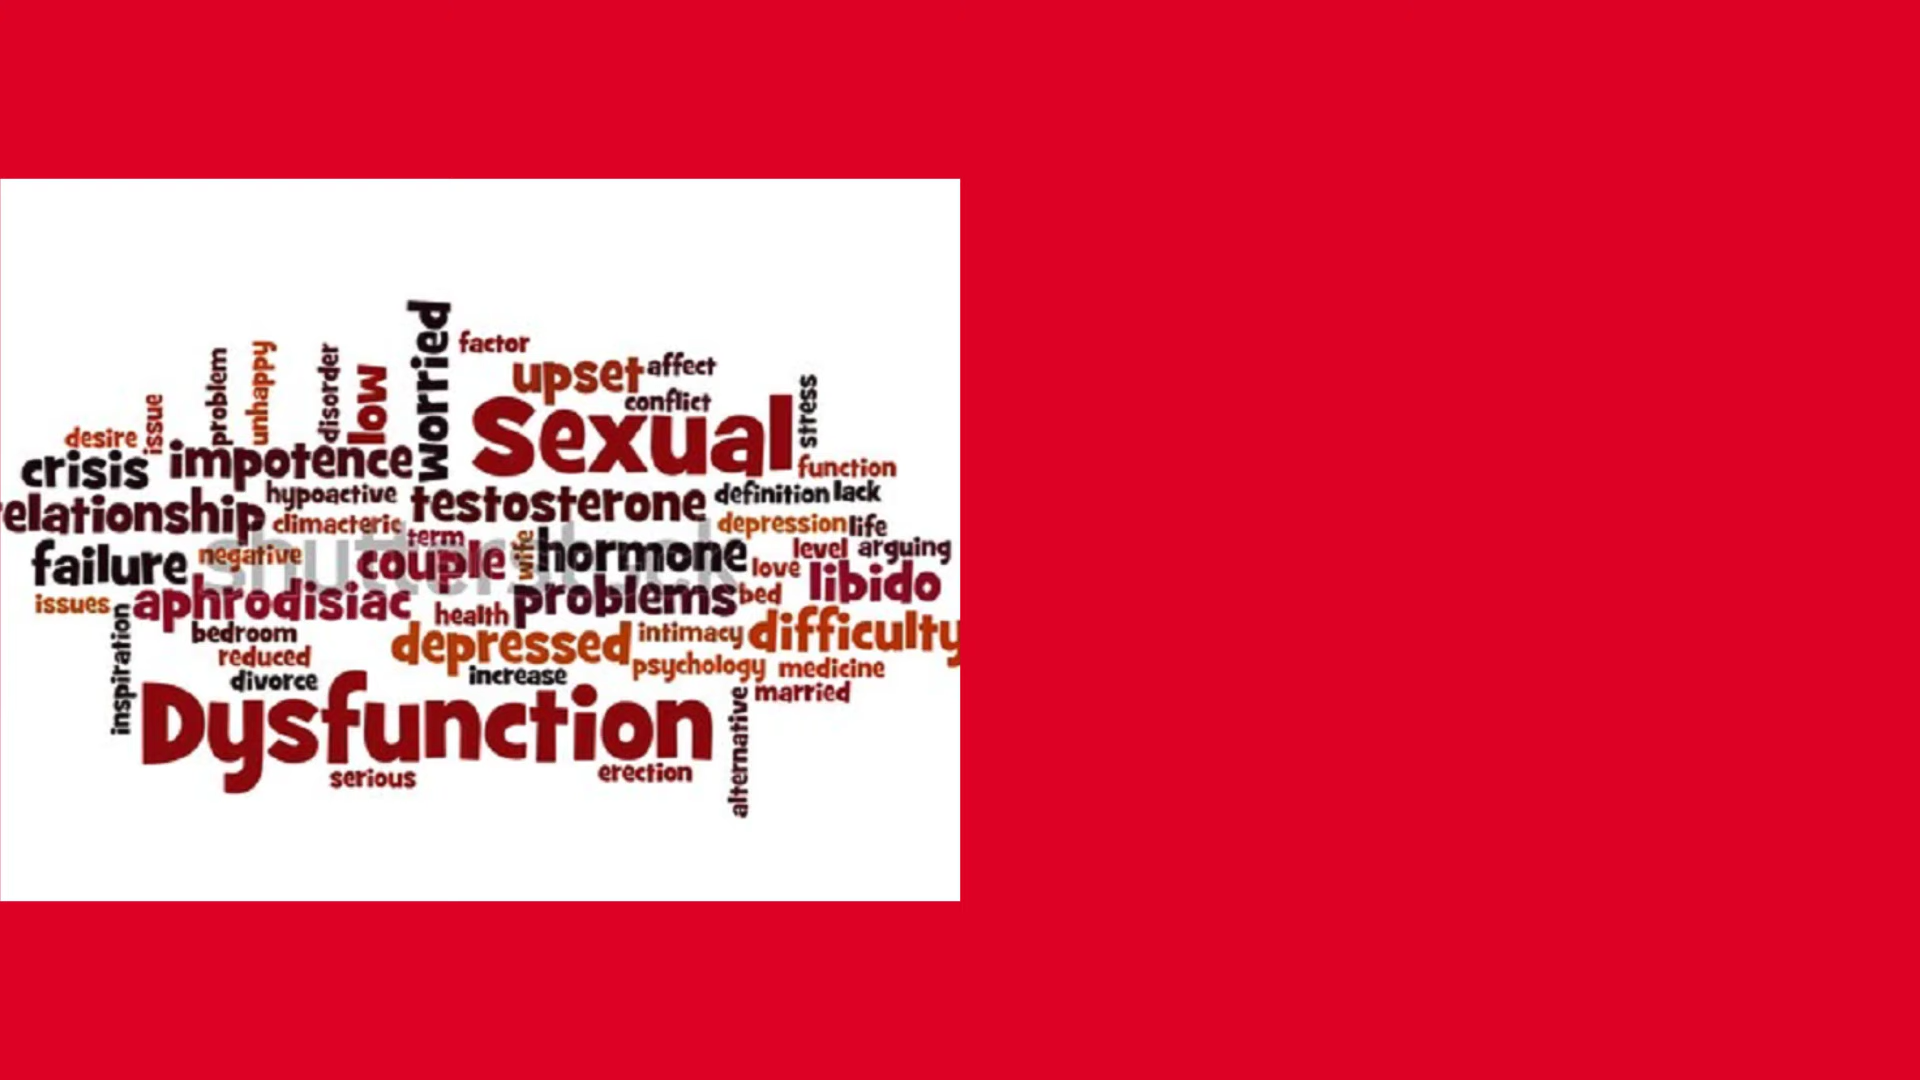 worried
factor
upset affect
conflict
Sexual
stress
problem
unhappy
disorder
low
issue
desire
crisis impotence
function
elationship hypoactive testosterone definition lack
climacteric
depression life
term
failure negative couple wife hormone level arguing
love libido
issues aphrodisiac health problems bed
inspiration
bedroom depressed intimacy difficulty
reduced
psychology medicine
divorce increase
married
Dysfunction
alternative
serious erection
shutterstock